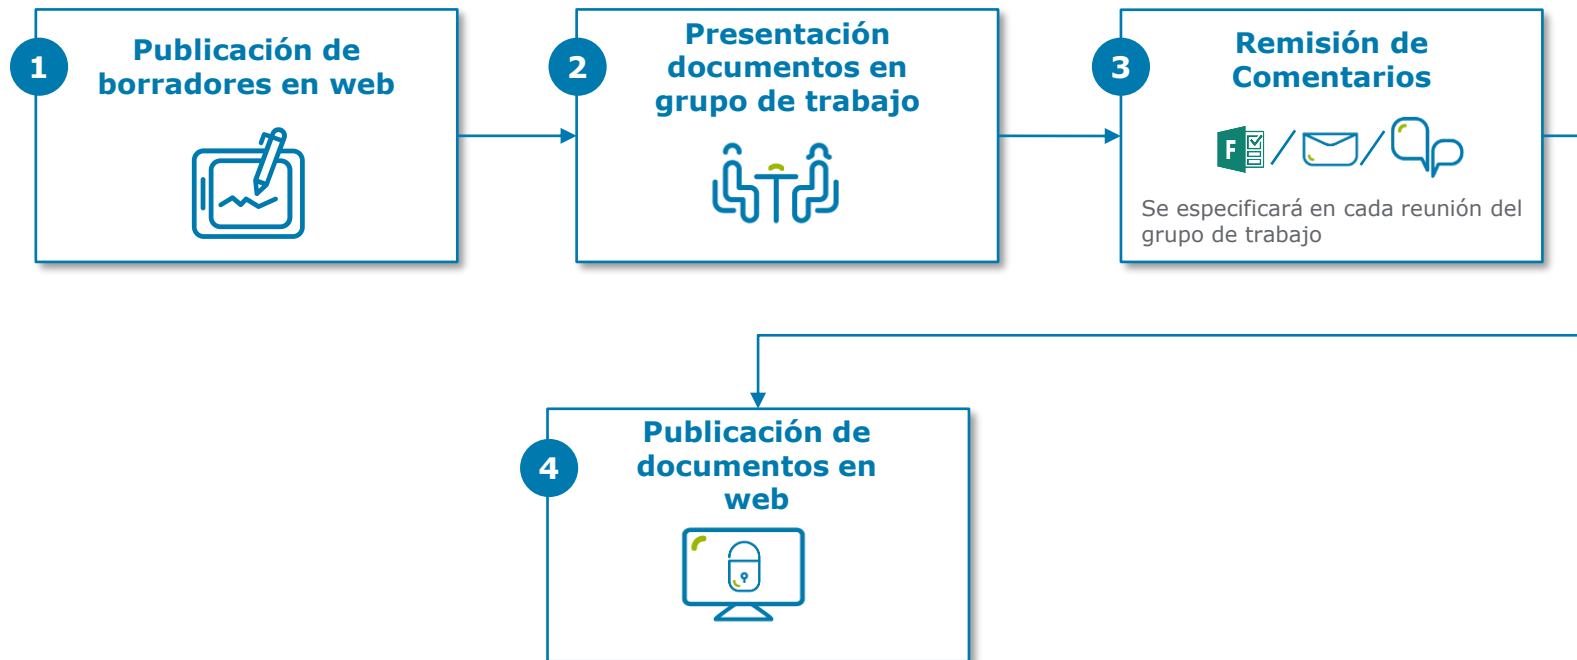 1
Publicación de
borradores en web
2
Presentación
documentos en
grupo de trabajo
3
Remisión de
Comentarios
F
Se especificará en cada reunión del
grupo de trabajo
4
Publicación de
documentos en
web